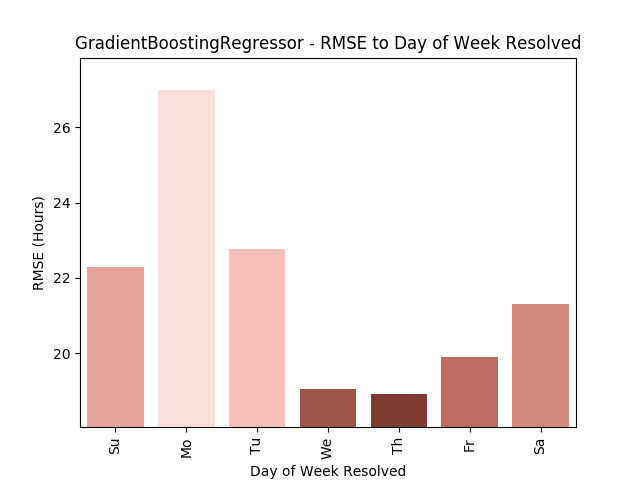 GradientBoostingRegressor - RMSE to Day of Week Resolved
RMSE (Hours)
26
24
22
20
Su
Mo
Tu
We
Th
Fr
Sa
Day of Week Resolved